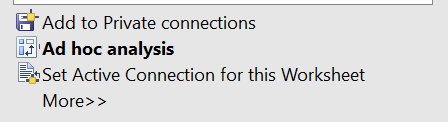 Add to Private connections
Ad hoc analysis
Set Active Connection for this Worksheet
More>>